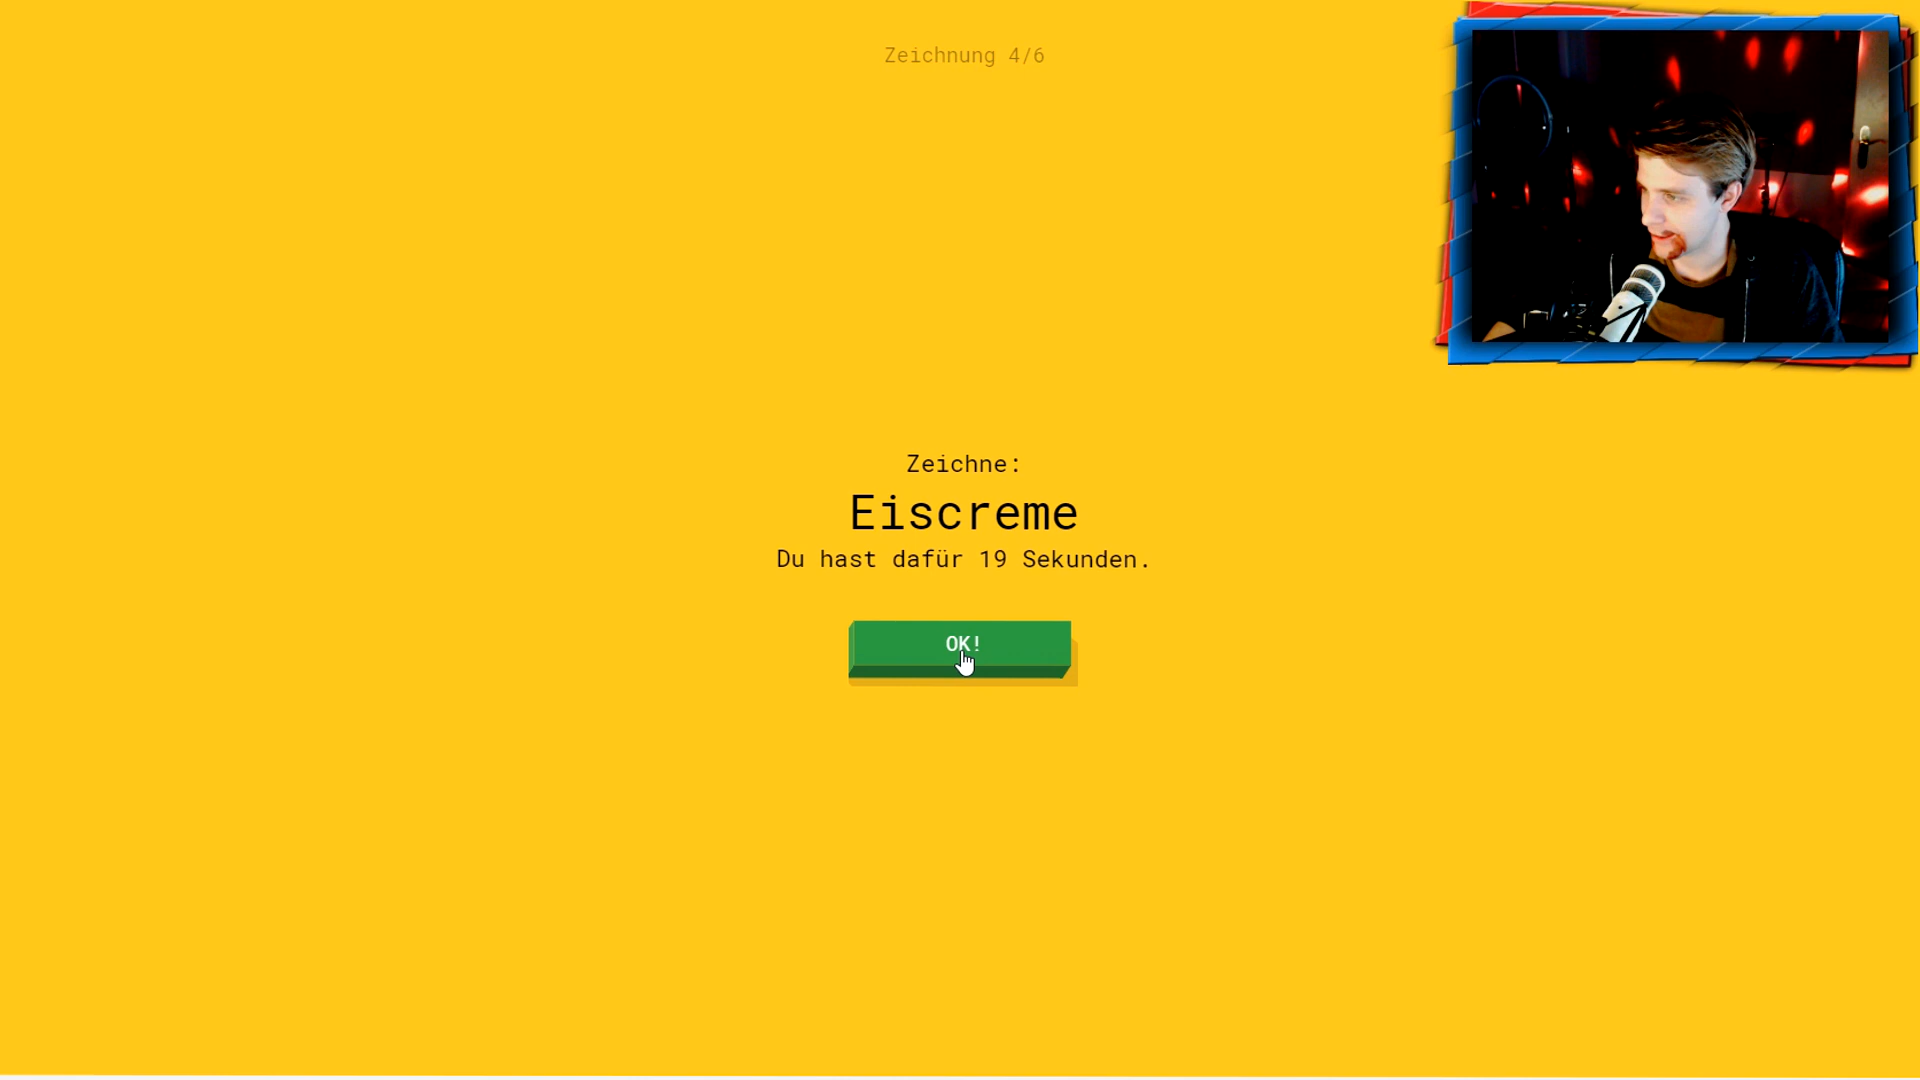 Zeichnung 4/6
Zeichne:
Eiscreme
Du hast dafür 19 Sekunden.
OK!